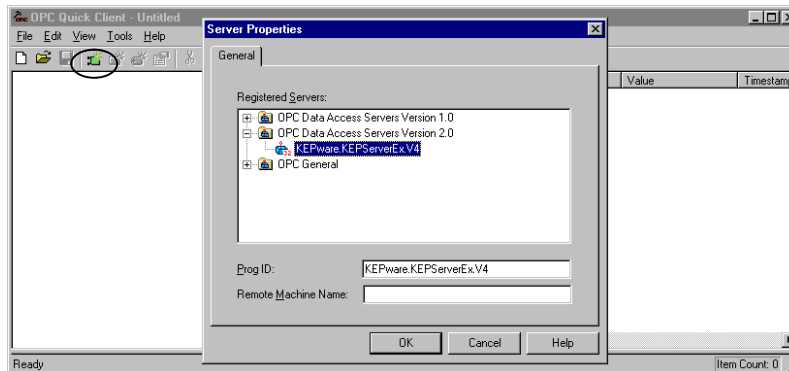 OPC Quick Client - Untitled
File Edit View Tools Help
Value Timestam
Server Properties
General
Registered Servers:
OPC Data Access Servers Version 1.0
OPC Data Access Servers Version 2.0
KEPware.KEPServerEx.V4
OPC General
Prog ID: KEPware.KEPServerEx.V4
Remote Machine Name:
OK Cancel Help
Ready Item Count: 0